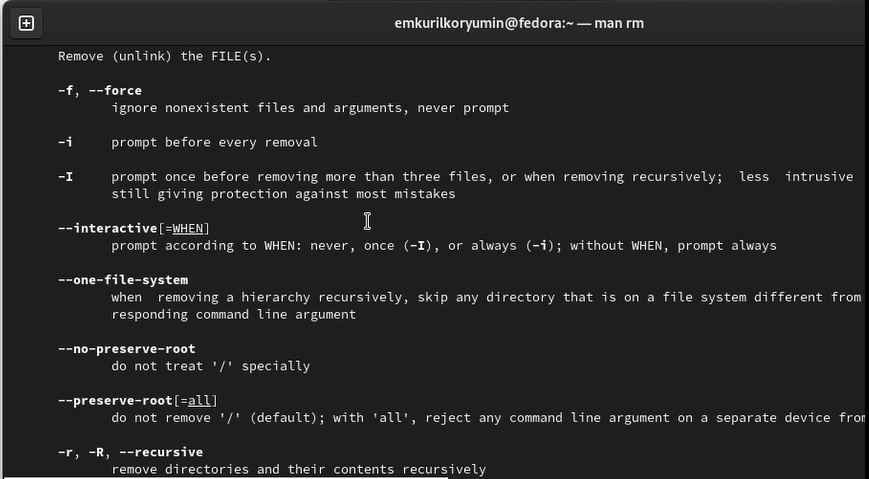 emkurilkoryumin@fedora:~ — man rm
Remove (unlink) the FILE(s).
-f, --force
ignore nonexistent files and arguments, never prompt
-i prompt before every removal
-I prompt once before removing more than three files, or when removing recursively; less intrusive
still giving protection against most mistakes
--interactive[=WHEN]
prompt according to WHEN: never, once (-I), or always (-i); without WHEN, prompt always
--one-file-system
when removing a hierarchy recursively, skip any directory that is on a file system different from
responding command line argument
--no-preserve-root
do not treat '/' specially
--preserve-root[=all]
do not remove '/' (default); with 'all', reject any command line argument on a separate device from
-r, -R, --recursive
remove directories and their contents recursively